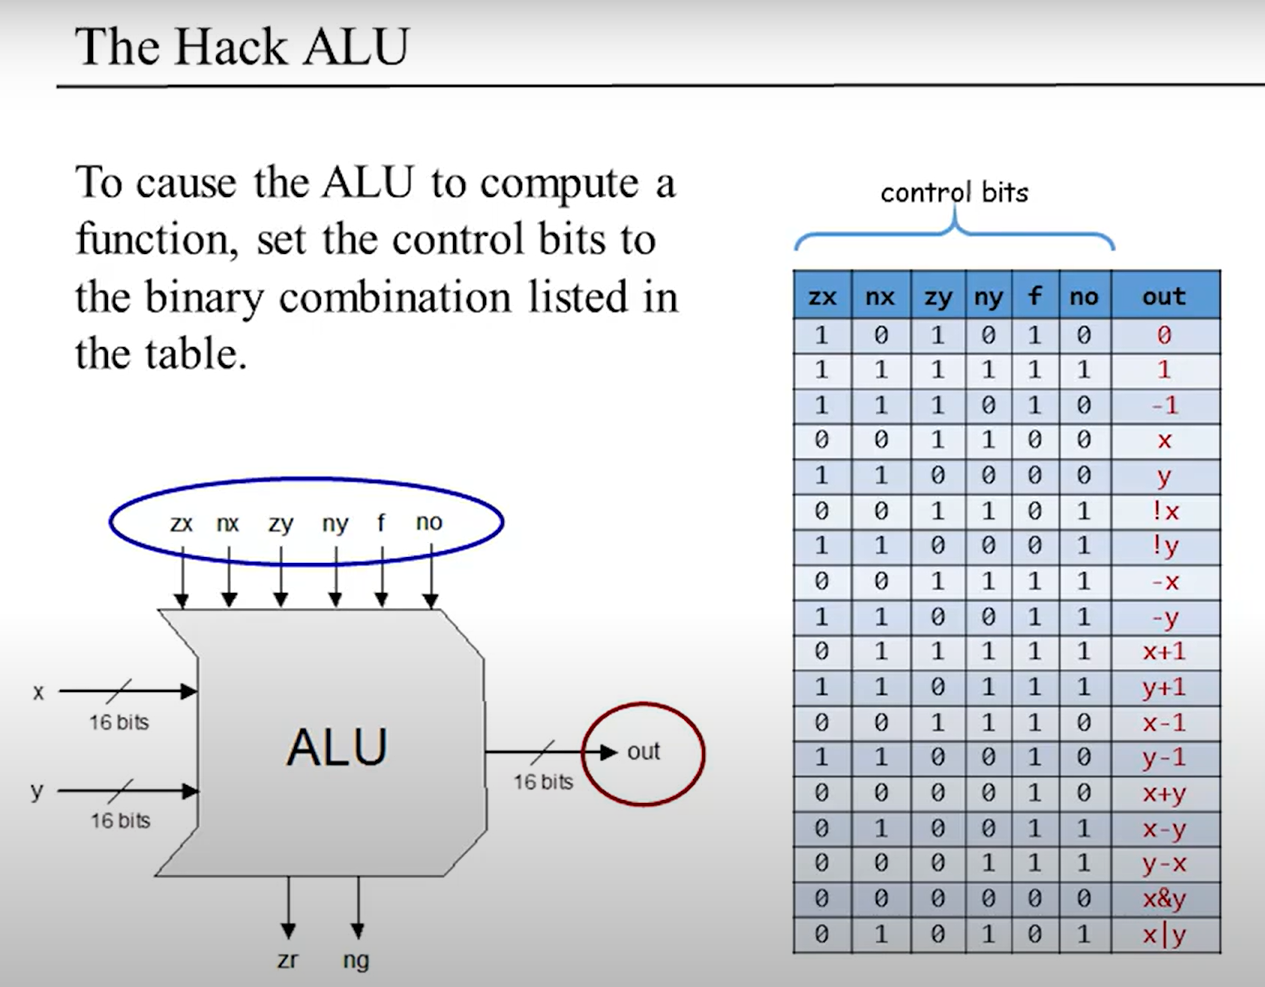 The Hack ALU
To cause the ALU to compute a
function, set the control bits to
the binary combination listed in
the table.
control bits
zx nx zy ny f no out
1 0 1 0 1 0 0
1 1 1 1 1 1 1
1 1 1 0 1 0 -1
0 0 1 1 0 0 x
1 1 0 0 0 0 y
0 0 1 1 0 1 !x
1 1 0 0 0 1 !y
0 0 1 1 1 1 -x
1 1 0 0 1 1 -y
0 1 1 1 1 1 x+1
1 1 0 1 1 1 y+1
0 0 1 1 1 0 x-1
1 1 0 0 1 0 y-1
0 0 0 0 1 0 x+y
0 1 0 0 1 1 x-y
0 0 0 1 1 1 y-x
0 0 0 0 0 0 x&y
0 1 0 1 0 1 x|y
zx nx zy ny f no
x
16 bits
y
16 bits
ALU
16 bits
out
zr ng